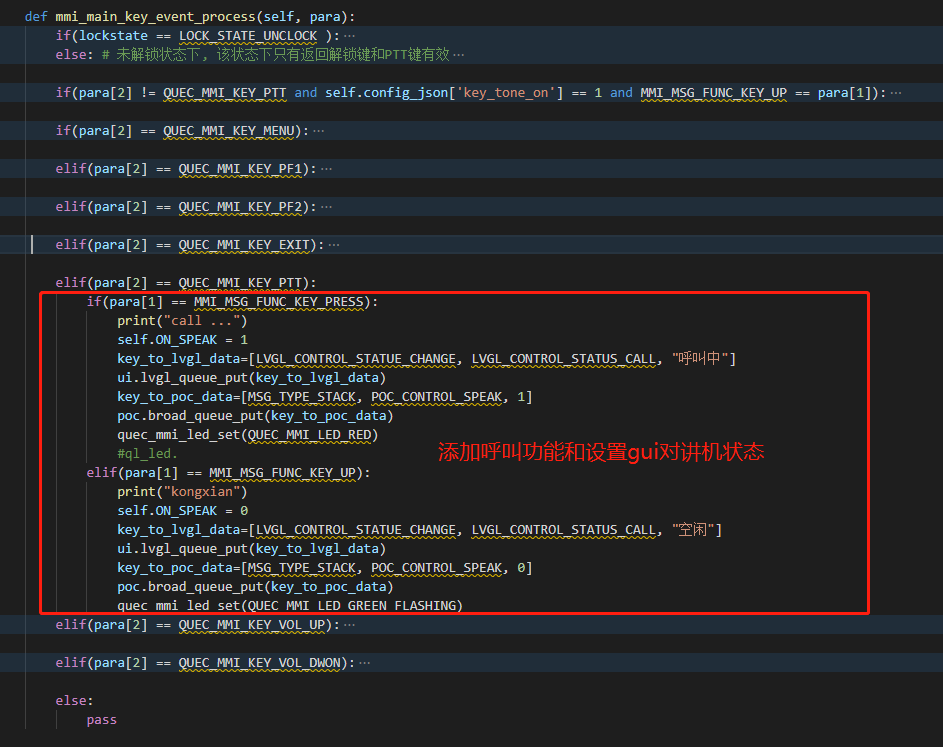 def mmi_main_key_event_process(self, para):
if(lockstate == LOCK_STATE_UNCLOCK ):···
else: # 未解锁状态下, 该状态下只有返回解锁键和PTT键有效···
if(para[2] != QUEC_MMI_KEY_PTT and self.config_json['key_tone_on'] == 1 and MMI_MSG_FUNC_KEY_UP == para[1]):···
if(para[2] == QUEC_MMI_KEY_MENU):···
elif(para[2] == QUEC_MMI_KEY_PF1):···
elif(para[2] == QUEC_MMI_KEY_PF2):···
elif(para[2] == QUEC_MMI_KEY_EXIT):···
elif(para[2] == QUEC_MMI_KEY_PTT):
if(para[1] == MMI_MSG_FUNC_KEY_PRESS):
print("call ...")
self.ON_SPEAK = 1
key_to_lvgl_data=[LVGL_CONTROL_STATUE_CHANGE, LVGL_CONTROL_STATUS_CALL, "呼叫中"]
ui.lvgl_queue_put(key_to_lvgl_data)
key_to_poc_data=[MSG_TYPE_STACK, POC_CONTROL_SPEAK, 1]
poc.broad_queue_put(key_to_poc_data)
quec_mmi_led_set(QUEC_MMI_LED_RED)
#ql_led.
添加呼叫功能和设置gui对讲机状态
elif(para[1] == MMI_MSG_FUNC_KEY_UP):
print("kongxian")
self.ON_SPEAK = 0
key_to_lvgl_data=[LVGL_CONTROL_STATUE_CHANGE, LVGL_CONTROL_STATUS_CALL, "空闲"]
ui.lvgl_queue_put(key_to_lvgl_data)
key_to_poc_data=[MSG_TYPE_STACK, POC_CONTROL_SPEAK, 0]
poc.broad_queue_put(key_to_poc_data)
quec_mmi_led_set(QUEC_MMI_LED_GREEN_FLASHING)
elif(para[2] == QUEC_MMI_KEY_VOL_UP):···
elif(para[2] == QUEC_MMI_KEY_VOL_DWON):···
else:
pass